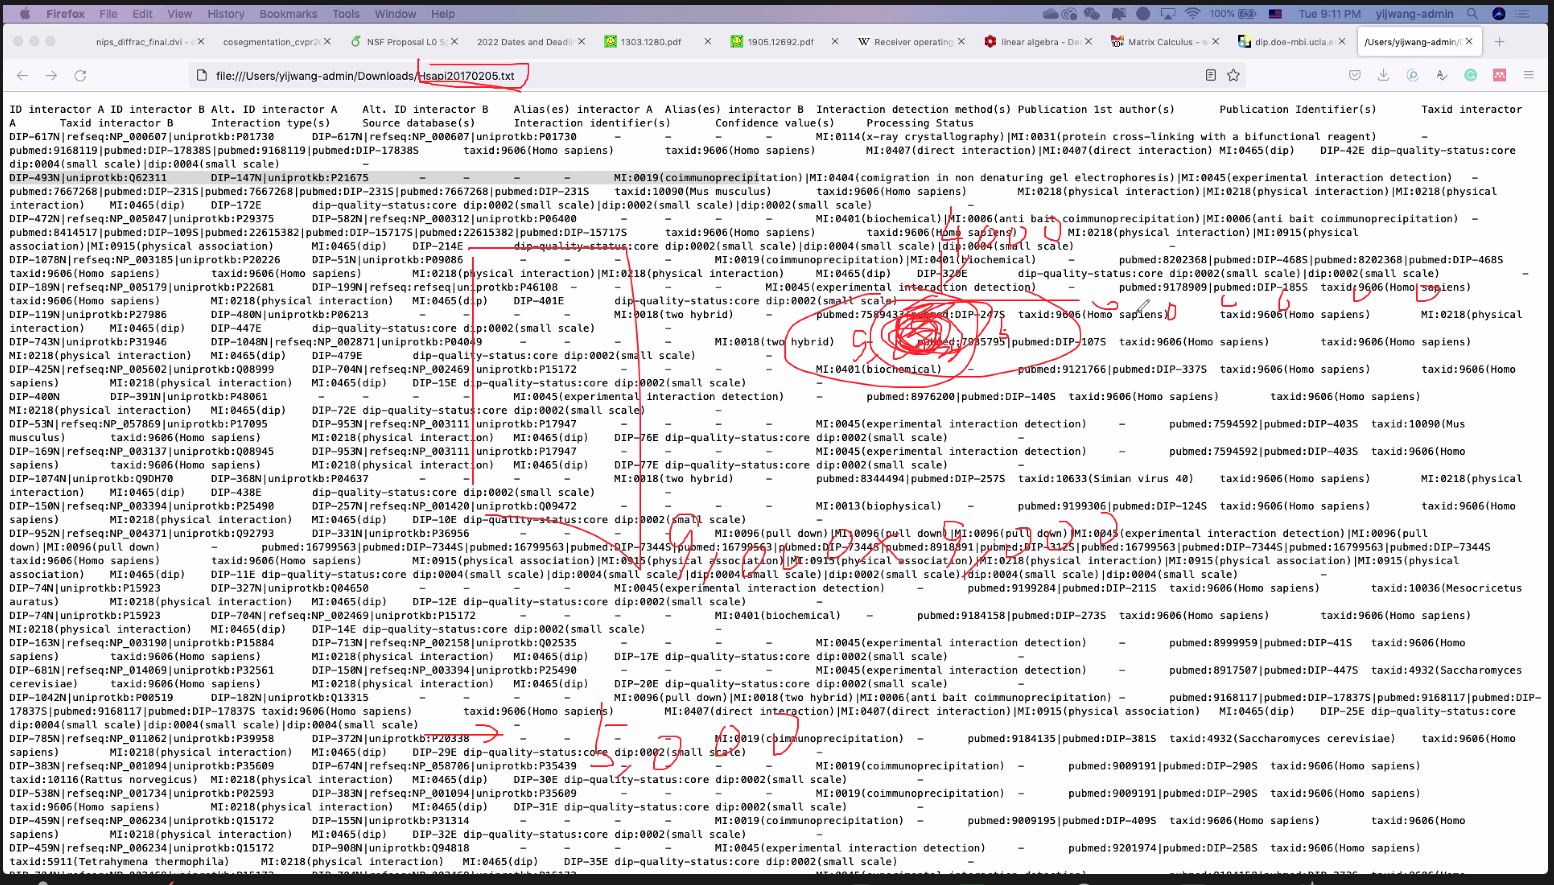 Firefox File Edit View History Bookmarks Tools Window Help 100% Tue 9:11 PM yijwang-admin
nips_diffrac_final.dvi - cosegmentation_cvpr2 NSF Proposal L0 S 2022 Dates and Deadli 1303.1280.pdf 1905.12692.pdf Receiver operating linear algebra - De Matrix Calculus - w dip.doe-mbi.ucla.e /Users/yijwang-admin/D
file:///Users/yijwang-admin/Downloads/Hsapi20170205.txt
ID interactor A ID interactor B Alt. ID interactor A Alt. ID interactor B Alias(es) interactor A Alias(es) interactor B Interaction detection method(s) Publication 1st author(s) Publication Identifier(s) Taxid interactor
A Taxid interactor B Interaction type(s) Source database(s) Interaction identifier(s) Confidence value(s) Processing Status
DIP-617N|refseq:NP_000607|uniprotkb:P01730 DIP-617N|refseq:NP_000607|uniprotkb:P01730 – – – – MI:0114(x-ray crystallography)|MI:0031(protein cross-linking with a bifunctional reagent) –
pubmed:9168119|pubmed:DIP-17838S|pubmed:9168119|pubmed:DIP-17838S taxid:9606(Homo sapiens) taxid:9606(Homo sapiens) MI:0407(direct interaction)|MI:0407(direct interaction) MI:0465(dip) DIP-42E dip-quality-status:core
dip:0004(small scale)|dip:0004(small scale) –
DIP-493N|uniprotkb:Q62311 DIP-147N|uniprotkb:P21675 – – – – MI:0019(coimmunoprecipitation)|MI:0404(comigration in non denaturing gel electrophoresis)|MI:0045(experimental interaction detection) –
pubmed:7667268|pubmed:DIP-231S|pubmed:7667268|pubmed:DIP-231S|pubmed:7667268|pubmed:DIP-231S taxid:10090(Mus musculus) taxid:9606(Homo sapiens) MI:0218(physical interaction)|MI:0218(physical interaction)|MI:0218(physical
interaction) MI:0465(dip) DIP-172E dip-quality-status:core dip:0002(small scale)|dip:0002(small scale)|dip:0002(small scale) –
DIP-472N|refseq:NP_005047|uniprotkb:P29375 DIP-582N|refseq:NP_000312|uniprotkb:P06400 – – – – MI:0401(biochemical)|MI:0006(anti bait coimmunoprecipitation)|MI:0006(anti bait coimmunoprecipitation) –
pubmed:8414517|pubmed:DIP-109S|pubmed:22615382|pubmed:DIP-15717S|pubmed:22615382|pubmed:DIP-15717S taxid:9606(Homo sapiens) taxid:9606(Homo sapiens) MI:0218(physical interaction)|MI:0915(physical
association)|MI:0915(physical association) MI:0465(dip) DIP-214E dip-quality-status:core dip:0002(small scale)|dip:0004(small scale)|dip:0004(small scale) –
4,000
DIP-1078N|refseq:NP_003185|uniprotkb:P20226 DIP-51N|uniprotkb:P09086 – – – – MI:0019(coimmunoprecipitation)|MI:0401(biochemical) – pubmed:8202368|pubmed:DIP-468S|pubmed:8202368|pubmed:DIP-468S
taxid:9606(Homo sapiens) taxid:9606(Homo sapiens) MI:0218(physical interaction)|MI:0218(physical interaction) MI:0465(dip) DIP-320E dip-quality-status:core dip:0002(small scale)|dip:0002(small scale) –
DIP-189N|refseq:NP_005179|uniprotkb:P22681 DIP-199N|refseq:refseq|uniprotkb:P46108 – – – – MI:0045(experimental interaction detection) – pubmed:9178909|pubmed:DIP-185S taxid:9606(Homo sapiens)
taxid:9606(Homo sapiens) MI:0218(physical interaction) MI:0465(dip) DIP-401E dip-quality-status:core dip:0002(small scale) –
DIP-119N|uniprotkb:P27986 DIP-480N|uniprotkb:P06213 – – – – MI:0018(two hybrid) – pubmed:7589433|pubmed:DIP-247S taxid:9606(Homo sapiens) taxid:9606(Homo sapiens) MI:0218(physical
interaction) MI:0465(dip) DIP-447E dip-quality-status:core dip:0002(small scale) –
DIP-743N|uniprotkb:P31946 DIP-1048N|refseq:NP_002871|uniprotkb:P04049 – – – – MI:0018(two hybrid) – pubmed:7935795|pubmed:DIP-107S taxid:9606(Homo sapiens) taxid:9606(Homo sapiens)
MI:0218(physical interaction) MI:0465(dip) DIP-479E dip-quality-status:core dip:0002(small scale) –
DIP-425N|refseq:NP_005602|uniprotkb:Q08999 DIP-704N|refseq:NP_002469|uniprotkb:P15172 – – – – MI:0401(biochemical) – pubmed:9121766|pubmed:DIP-337S taxid:9606(Homo sapiens) taxid:9606(Homo
sapiens) MI:0218(physical interaction) MI:0465(dip) DIP-15E dip-quality-status:core dip:0002(small scale) –
DIP-400N DIP-391N|uniprotkb:P48061 – – – – MI:0045(experimental interaction detection) – pubmed:8976200|pubmed:DIP-140S taxid:9606(Homo sapiens) taxid:9606(Homo sapiens)
MI:0218(physical interaction) MI:0465(dip) DIP-72E dip-quality-status:core dip:0002(small scale) –
DIP-53N|refseq:NP_057869|uniprotkb:P17095 DIP-953N|refseq:NP_003111|uniprotkb:P17947 – – – – MI:0045(experimental interaction detection) – pubmed:7594592|pubmed:DIP-403S taxid:10090(Mus
musculus) taxid:9606(Homo sapiens) MI:0218(physical interaction) MI:0465(dip) DIP-76E dip-quality-status:core dip:0002(small scale) –
DIP-169N|refseq:NP_003137|uniprotkb:Q08945 DIP-953N|refseq:NP_003111|uniprotkb:P17947 – – – – MI:0045(experimental interaction detection) – pubmed:7594592|pubmed:DIP-403S taxid:9606(Homo
sapiens) taxid:9606(Homo sapiens) MI:0218(physical interaction) MI:0465(dip) DIP-77E dip-quality-status:core dip:0002(small scale) –
DIP-1074N|uniprotkb:Q9DH70 DIP-368N|uniprotkb:P04637 – – – – MI:0018(two hybrid) – pubmed:8344494|pubmed:DIP-257S taxid:10633(Simian virus 40) taxid:9606(Homo sapiens) MI:0218(physical
interaction) MI:0465(dip) DIP-438E dip-quality-status:core dip:0002(small scale) –
DIP-150N|refseq:NP_003394|uniprotkb:P25490 DIP-257N|refseq:NP_001420|uniprotkb:Q09472 – – – – MI:0013(biophysical) – pubmed:9199306|pubmed:DIP-124S taxid:9606(Homo sapiens) taxid:9606(Homo
sapiens) MI:0218(physical interaction) MI:0465(dip) DIP-10E dip-quality-status:core dip:0002(small scale) –
DIP-952N|refseq:NP_004371|uniprotkb:Q92793 DIP-331N|uniprotkb:P36956 – – – – MI:0096(pull down)|MI:0096(pull down)|MI:0096(pull down)|MI:0045(experimental interaction detection)|MI:0096(pull
down)|MI:0096(pull down) – pubmed:16799563|pubmed:DIP-7344S|pubmed:16799563|pubmed:DIP-7344S|pubmed:16799563|pubmed:DIP-7344S|pubmed:8918891|pubmed:DIP-312S|pubmed:16799563|pubmed:DIP-7344S|pubmed:16799563|pubmed:DIP-7344S
9,000 × 9,000
taxid:9606(Homo sapiens) taxid:9606(Homo sapiens) MI:0915(physical association)|MI:0915(physical association)|MI:0915(physical association)|MI:0218(physical interaction)|MI:0915(physical association)|MI:0915(physical
association) MI:0465(dip) DIP-11E dip-quality-status:core dip:0004(small scale)|dip:0004(small scale)|dip:0004(small scale)|dip:0002(small scale)|dip:0004(small scale)|dip:0004(small scale) –
DIP-74N|uniprotkb:P15923 DIP-327N|uniprotkb:Q04650 – – – – MI:0045(experimental interaction detection) – pubmed:9199284|pubmed:DIP-211S taxid:9606(Homo sapiens) taxid:10036(Mesocricetus
auratus) MI:0218(physical interaction) MI:0465(dip) DIP-12E dip-quality-status:core dip:0002(small scale) –
DIP-74N|uniprotkb:P15923 DIP-704N|refseq:NP_002469|uniprotkb:P15172 – – – – MI:0401(biochemical) – pubmed:9184158|pubmed:DIP-273S taxid:9606(Homo sapiens) taxid:9606(Homo sapiens)
MI:0218(physical interaction) MI:0465(dip) DIP-14E dip-quality-status:core dip:0002(small scale) –
DIP-163N|refseq:NP_003190|uniprotkb:P15884 DIP-713N|refseq:NP_002158|uniprotkb:Q02535 – – – – MI:0045(experimental interaction detection) – pubmed:8999959|pubmed:DIP-41S taxid:9606(Homo
sapiens) taxid:9606(Homo sapiens) MI:0218(physical interaction) MI:0465(dip) DIP-17E dip-quality-status:core dip:0002(small scale) –
DIP-681N|refseq:NP_014069|uniprotkb:P32561 DIP-150N|refseq:NP_003394|uniprotkb:P25490 – – – – MI:0045(experimental interaction detection) – pubmed:8917507|pubmed:DIP-447S taxid:4932(Saccharomyces
cerevisiae) taxid:9606(Homo sapiens) MI:0218(physical interaction) MI:0465(dip) DIP-20E dip-quality-status:core dip:0002(small scale) –
DIP-1042N|uniprotkb:P00519 DIP-182N|uniprotkb:Q13315 – – – – MI:0096(pull down)|MI:0018(two hybrid)|MI:0006(anti bait coimmunoprecipitation) – pubmed:9168117|pubmed:DIP-17837S|pubmed:9168117|pubmed:DIP-
17837S|pubmed:9168117|pubmed:DIP-17837S taxid:9606(Homo sapiens) taxid:9606(Homo sapiens) MI:0407(direct interaction)|MI:0407(direct interaction)|MI:0915(physical association) MI:0465(dip) DIP-25E dip-quality-status:core
dip:0004(small scale)|dip:0004(small scale)|dip:0004(small scale) –
5,000
DIP-785N|refseq:NP_011062|uniprotkb:P39958 DIP-372N|uniprotkb:P20338 – – – – MI:0019(coimmunoprecipitation) – pubmed:9184135|pubmed:DIP-381S taxid:4932(Saccharomyces cerevisiae) taxid:9606(Homo
sapiens) MI:0218(physical interaction) MI:0465(dip) DIP-29E dip-quality-status:core dip:0002(small scale) –
DIP-383N|refseq:NP_001094|uniprotkb:P35609 DIP-674N|refseq:NP_058706|uniprotkb:P35439 – – – – MI:0019(coimmunoprecipitation) – pubmed:9009191|pubmed:DIP-290S taxid:9606(Homo sapiens)
taxid:10116(Rattus norvegicus) MI:0218(physical interaction) MI:0465(dip) DIP-30E dip-quality-status:core dip:0002(small scale) –
DIP-538N|refseq:NP_001734|uniprotkb:P02593 DIP-383N|refseq:NP_001094|uniprotkb:P35609 – – – – MI:0019(coimmunoprecipitation) – pubmed:9009191|pubmed:DIP-290S taxid:9606(Homo sapiens)
taxid:9606(Homo sapiens) MI:0218(physical interaction) MI:0465(dip) DIP-31E dip-quality-status:core dip:0002(small scale) –
DIP-459N|refseq:NP_006234|uniprotkb:Q15172 DIP-155N|uniprotkb:P31314 – – – – MI:0019(coimmunoprecipitation) – pubmed:9009195|pubmed:DIP-409S taxid:9606(Homo sapiens) taxid:9606(Homo
sapiens) MI:0218(physical interaction) MI:0465(dip) DIP-32E dip-quality-status:core dip:0002(small scale) –
DIP-459N|refseq:NP_006234|uniprotkb:Q15172 DIP-908N|uniprotkb:Q94818 – – – – MI:0045(experimental interaction detection) – pubmed:9201974|pubmed:DIP-258S taxid:9606(Homo sapiens)
taxid:5911(Tetrahymena thermophila) MI:0218(physical interaction) MI:0465(dip) DIP-35E dip-quality-status:core dip:0002(small scale) –